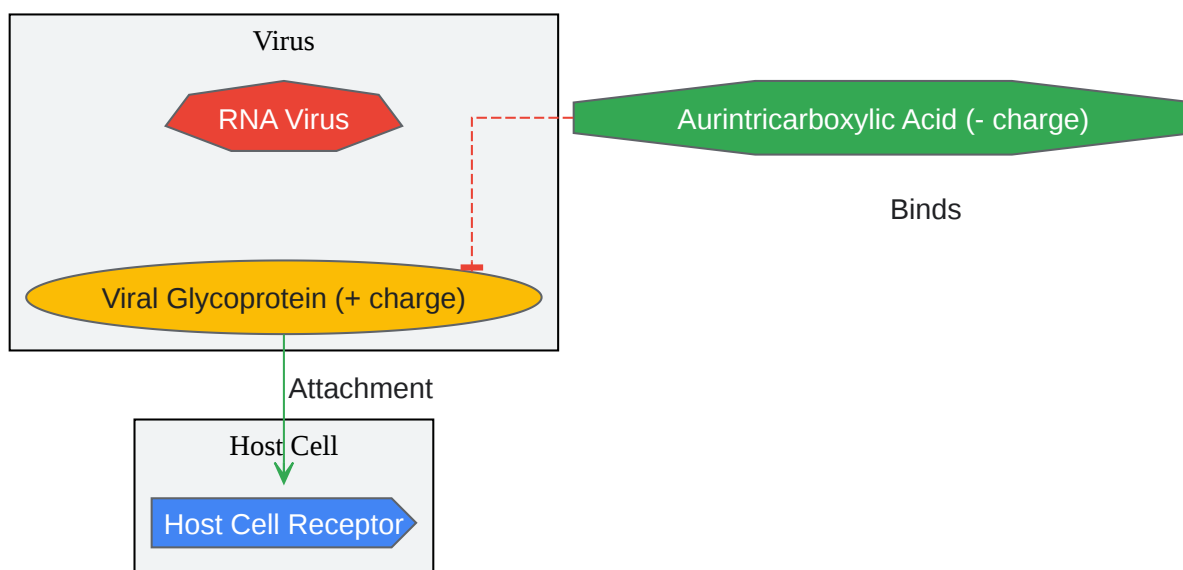 Virus
RNA Virus
Aurintricarboxylic Acid (- charge)
Binds
Viral Glycoprotein (+ charge)
Attachment
Host Cell
Host Cell Receptor